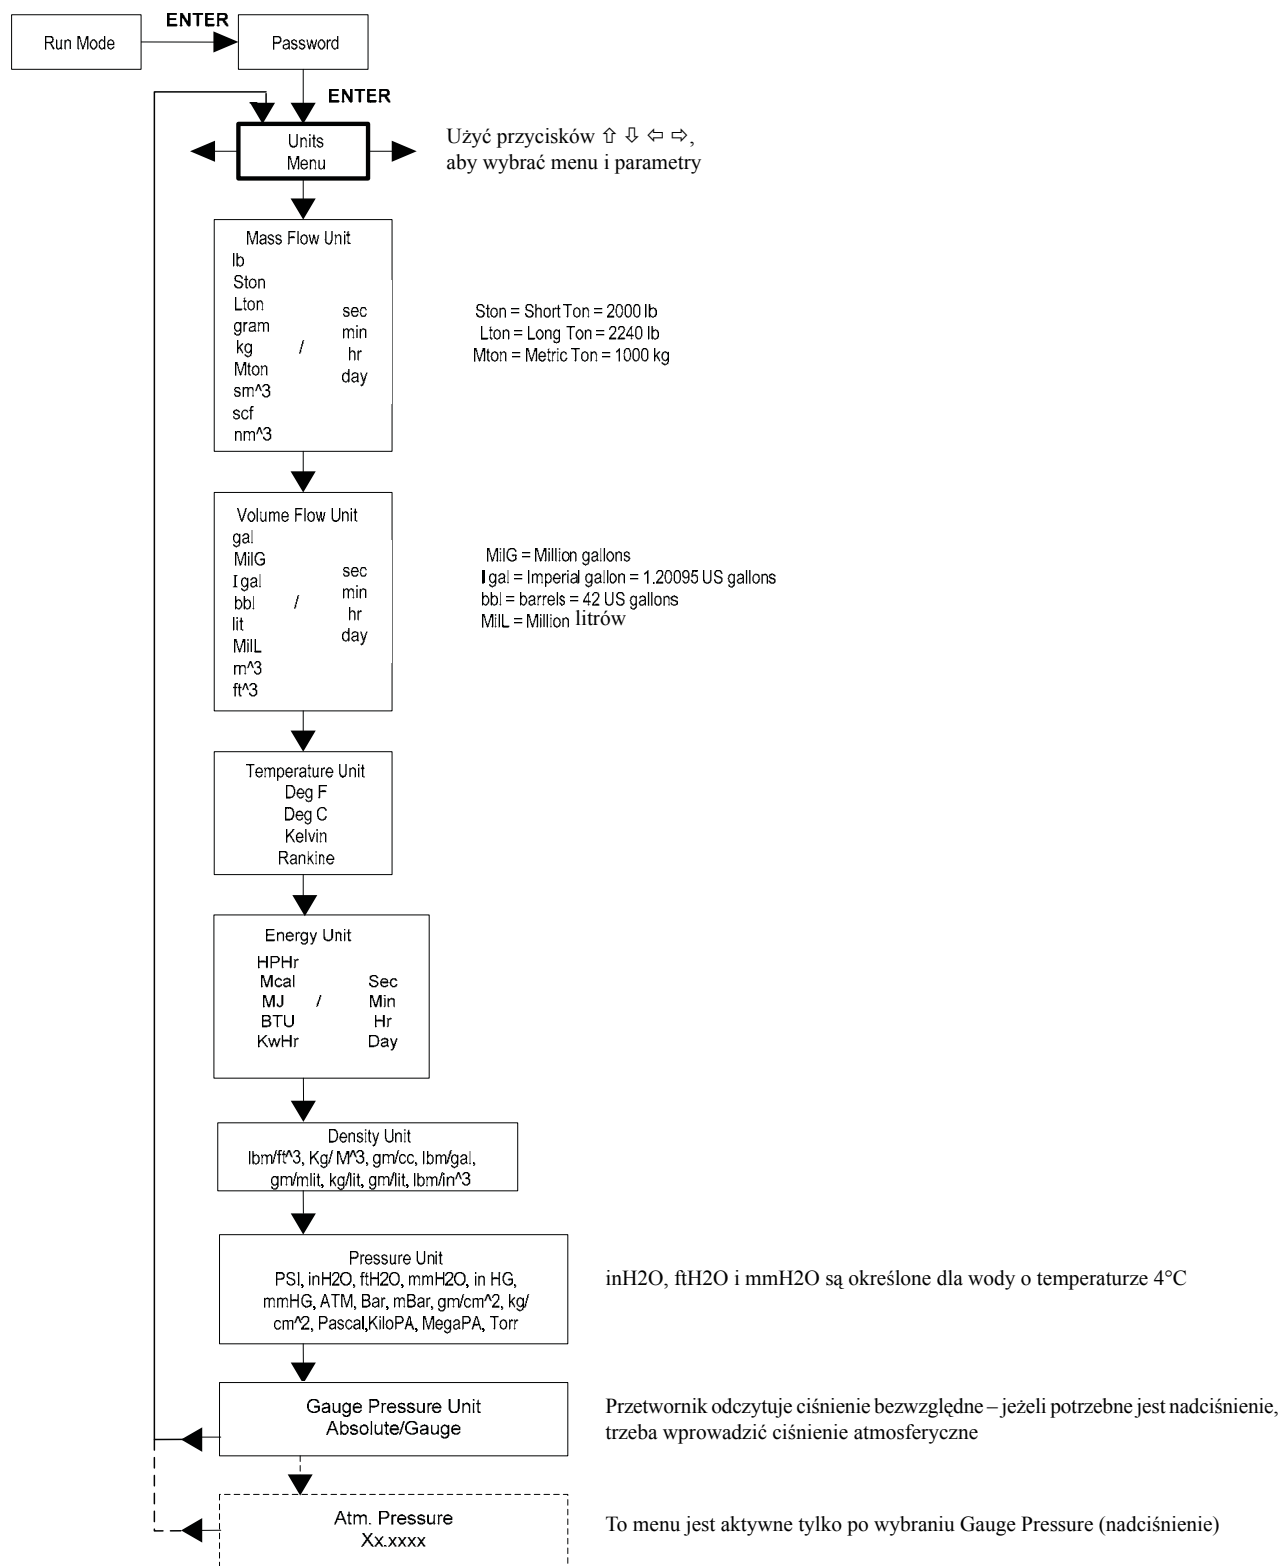 ENTER
Run Mode
Password
ENTER
Units
Menu
Użyć przycisków ⇧ ⇩ ⇦ ⇨,
aby wybrać menu i parametry
Mass Flow Unit
lb
Ston
Lton
gram
kg
Mton
sm^3
scf
nm^3
/
sec
min
hr
day
Ston = Short Ton = 2000 lb
Lton = Long Ton = 2240 lb
Mton = Metric Ton = 1000 kg
Volume Flow Unit
gal
MilG
I gal
bbl
lit
MilL
m^3
ft^3
/
sec
min
hr
day
MilG = Million gallons
I gal = Imperial gallon = 1.20095 US gallons
bbl = barrels = 42 US gallons
MilL = Million litrów
Temperature Unit
Deg F
Deg C
Kelvin
Rankine
Energy Unit
HPHr
Mcal
MJ
BTU
KwHr
/
Sec
Min
Hr
Day
Density Unit
lbm/ft^3, Kg/ M^3, gm/cc, lbm/gal,
gm/mlit, kg/lit, gm/lit, lbm/in^3
Pressure Unit
PSI, inH2O, ftH2O, mmH2O, in HG,
mmHG, ATM, Bar, mBar, gm/cm^2, kg/
cm^2, Pascal,KiloPA, MegaPA, Torr
inH2O, ftH2O i mmH2O są określone dla wody o temperaturze 4°C
Gauge Pressure Unit
Absolute/Gauge
Przetwornik odczytuje ciśnienie bezwzględne – jeżeli potrzebne jest nadciśnienie,
trzeba wprowadzić ciśnienie atmosferyczne
Atm. Pressure
Xx.xxxx
To menu jest aktywne tylko po wybraniu Gauge Pressure (nadciśnienie)